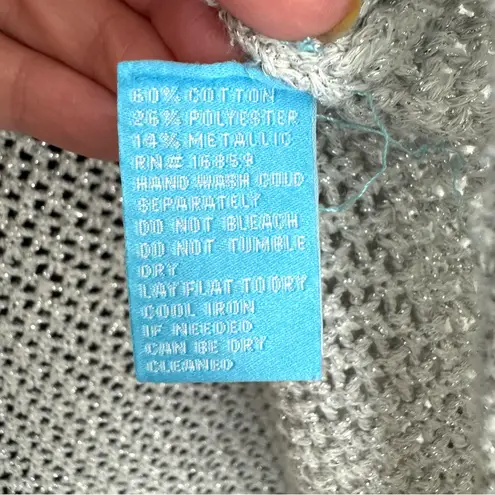 60% COTTON
26% POLYESTER
14% METALLIC
RN# 16859
HAND WASH COLD
SEPARATELY
DO NOT BLEACH
DO NOT TUMBLE
DRY
LAY FLAT TO DRY
COOL IRON
IF NEEDED
CAN BE DRY
CLEANED